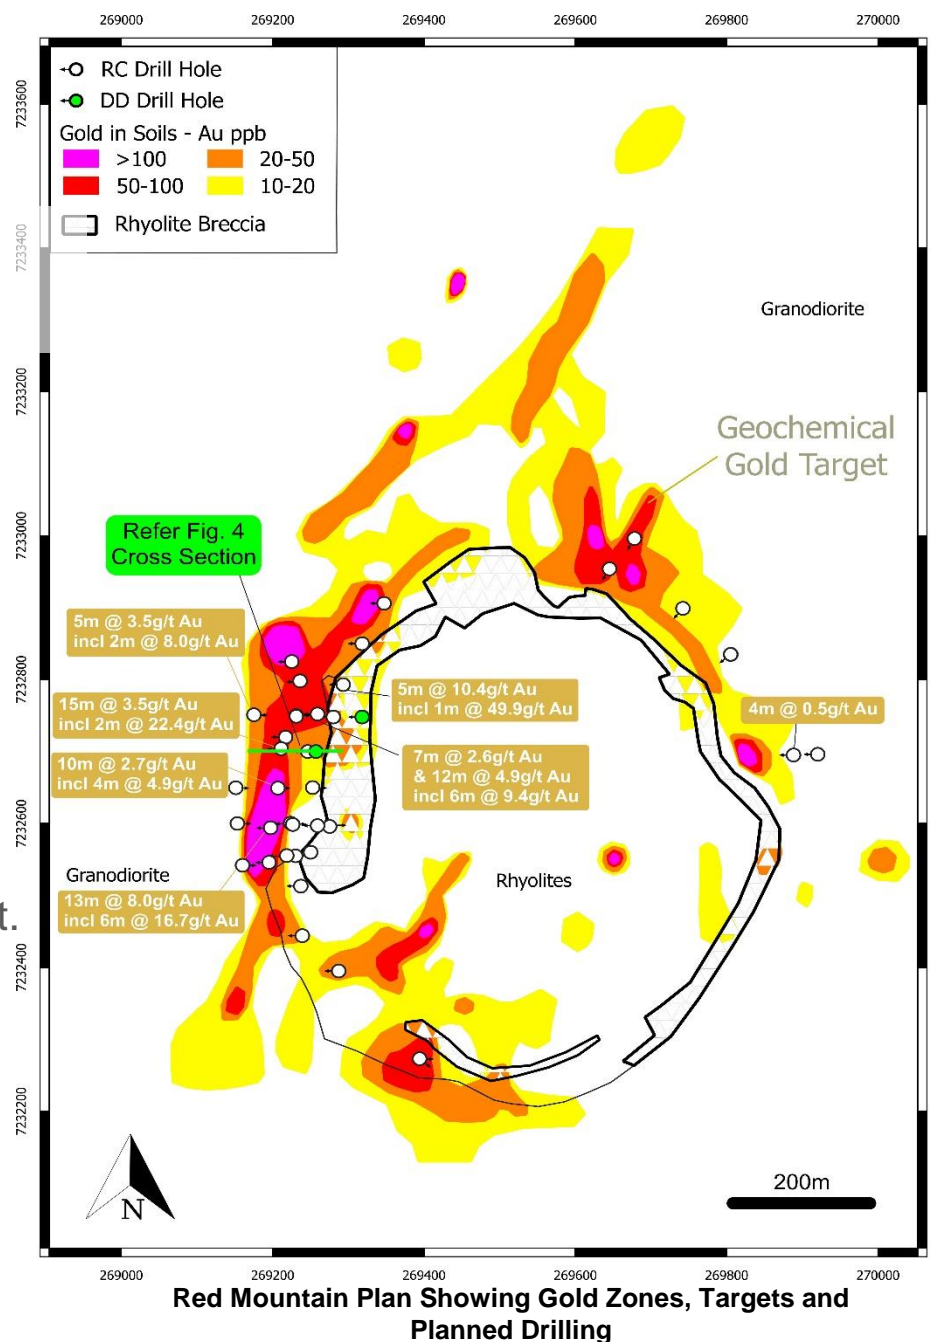 269000 269200 269400 269600 269800 270000
RC Drill Hole
DD Drill Hole
Gold in Soils - Au ppb
>100 20-50
50-100 10-20
Rhyolite Breccia
7233600
7233400
7233200
7233000
7232800
7232600
7232400
7232200
Granodiorite
Geochemical
Gold Target
Refer Fig. 4
Cross Section
5m @ 3.5g/t Au
incl 2m @ 8.0g/t Au
15m @ 3.5g/t Au
incl 2m @ 22.4g/t Au
10m @ 2.7g/t Au
incl 4m @ 4.9g/t Au
5m @ 10.4g/t Au
incl 1m @ 49.9g/t Au
4m @ 0.5g/t Au
7m @ 2.6g/t Au
& 12m @ 4.9g/t Au
incl 6m @ 9.4g/t Au
Granodiorite
Rhyolites
13m @ 8.0g/t Au
incl 6m @ 16.7g/t Au
t.
N
200m
269000 269200 269400 269600 269800 270000
Red Mountain Plan Showing Gold Zones, Targets and
Planned Drilling